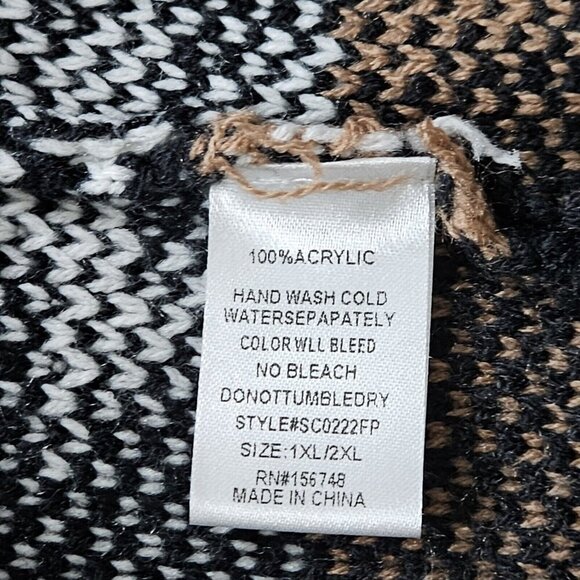 100%ACRYLIC
HAND WASH COLD
WATERSEPAPATELY
COLOR WLL BLEED
NO BLEACH
DONOTTUMBLEDRY
STYLE#SC0222FP
SIZE:1XL/2XL
RN#156748
MADE IN CHINA